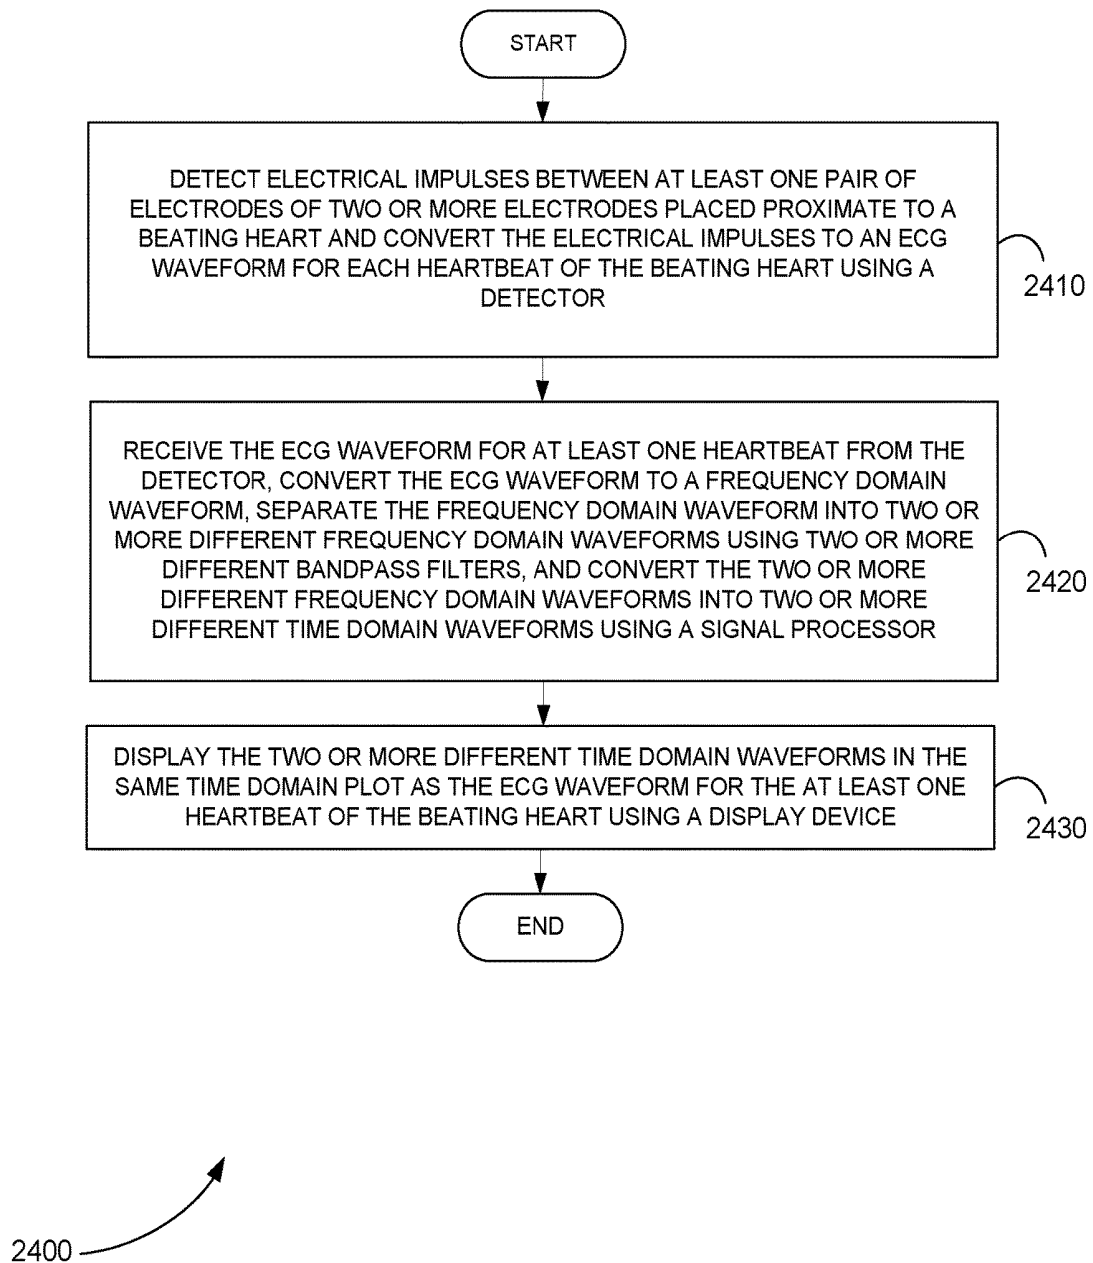 START
DETECT ELECTRICAL IMPULSES BETWEEN AT LEAST ONE PAIR OF
ELECTRODES OF TWO OR MORE ELECTRODES PLACED PROXIMATE TO A
BEATING HEART AND CONVERT THE ELECTRICAL IMPULSES TO AN ECG
WAVEFORM FOR EACH HEARTBEAT OF THE BEATING HEART USING A
DETECTOR
2410
RECEIVE THE ECG WAVEFORM FOR AT LEAST ONE HEARTBEAT FROM THE
DETECTOR, CONVERT THE ECG WAVEFORM TO A FREQUENCY DOMAIN
WAVEFORM, SEPARATE THE FREQUENCY DOMAIN WAVEFORM INTO TWO OR
MORE DIFFERENT FREQUENCY DOMAIN WAVEFORMS USING TWO OR MORE
DIFFERENT BANDPASS FILTERS, AND CONVERT THE TWO OR MORE
DIFFERENT FREQUENCY DOMAIN WAVEFORMS INTO TWO OR MORE
DIFFERENT TIME DOMAIN WAVEFORMS USING A SIGNAL PROCESSOR
2420
DISPLAY THE TWO OR MORE DIFFERENT TIME DOMAIN WAVEFORMS IN THE
SAME TIME DOMAIN PLOT AS THE ECG WAVEFORM FOR THE AT LEAST ONE
HEARTBEAT OF THE BEATING HEART USING A DISPLAY DEVICE
2430
END
2400